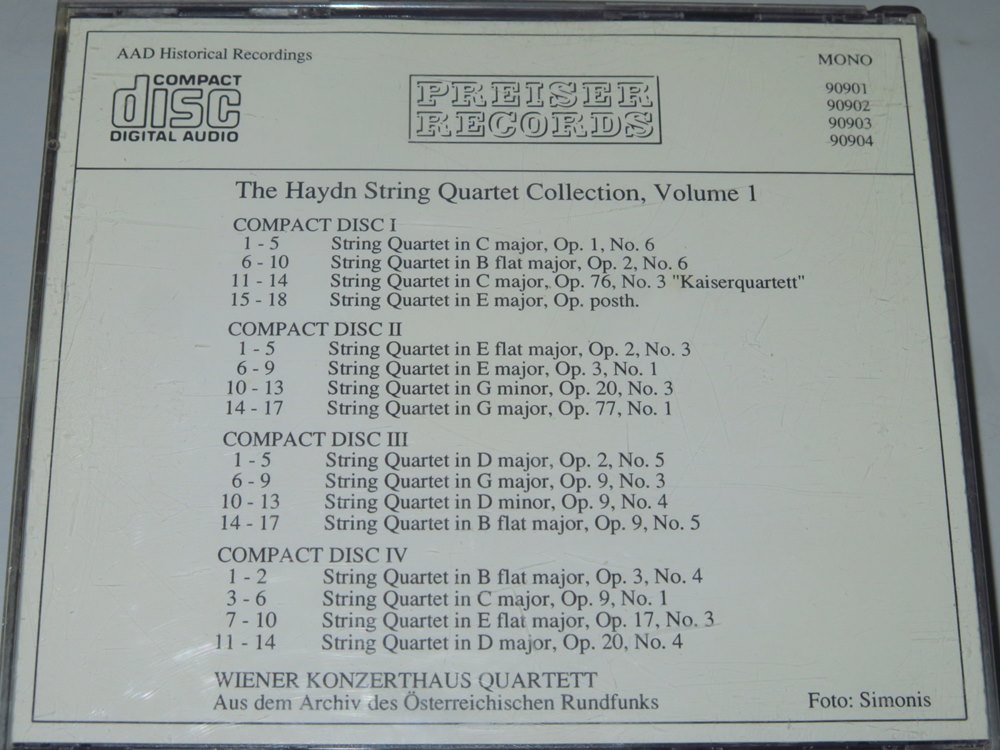 AAD Historical Recordings
MONO
COMPACT
disc
DIGITAL AUDIO
PREISER
RECORDS
90901
90902
90903
90904
The Haydn String Quartet Collection, Volume 1
COMPACT DISC I
1 - 5 String Quartet in C major, Op. 1, No. 6
6 - 10 String Quartet in B flat major, Op. 2, No. 6
11 - 14 String Quartet in C major, Op. 76, No. 3 "Kaiserquartett"
15 - 18 String Quartet in E major, Op. posth.
COMPACT DISC II
1 - 5 String Quartet in E flat major, Op. 2, No. 3
6 - 9 String Quartet in E major, Op. 3, No. 1
10 - 13 String Quartet in G minor, Op. 20, No. 3
14 - 17 String Quartet in G major, Op. 77, No. 1
COMPACT DISC III
1 - 5 String Quartet in D major, Op. 2, No. 5
6 - 9 String Quartet in G major, Op. 9, No. 3
10 - 13 String Quartet in D minor, Op. 9, No. 4
14 - 17 String Quartet in B flat major, Op. 9, No. 5
COMPACT DISC IV
1 - 2 String Quartet in B flat major, Op. 3, No. 4
3 - 6 String Quartet in C major, Op. 9, No. 1
7 - 10 String Quartet in E flat major, Op. 17, No. 3
11 - 14 String Quartet in D major, Op. 20, No. 4
WIENER KONZERTHAUS QUARTETT
Aus dem Archiv des Österreichischen Rundfunks
Foto: Simonis